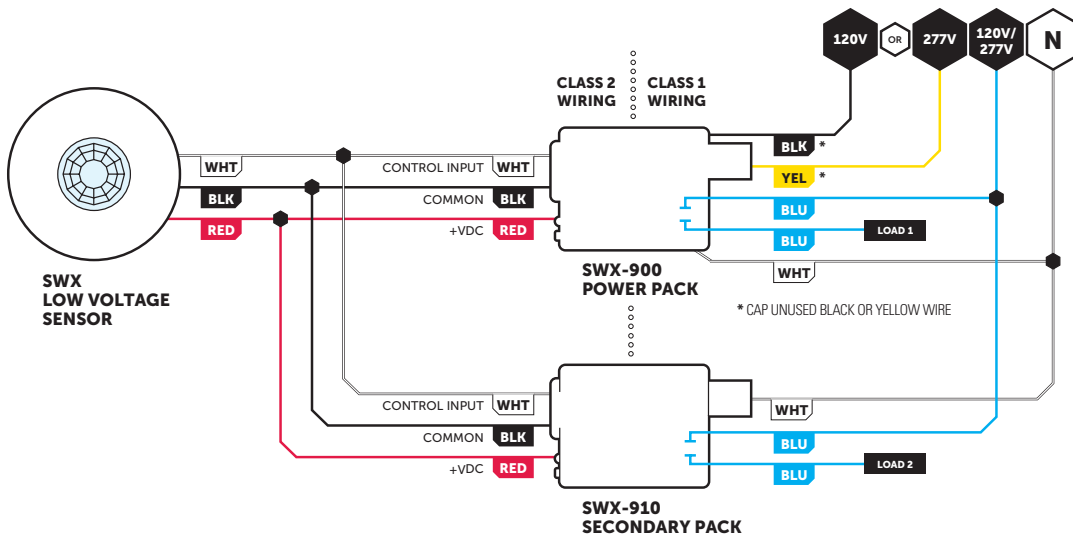 120V
OR
277V
120V/
277V
N
CLASS 2
WIRING
CLASS 1
WIRING
BLK *
WHT
CONTROL INPUT WHT
YEL *
BLK
COMMON BLK
BLU
RED
+VDC RED
BLU
LOAD 1
WHT
SWX
LOW VOLTAGE
SENSOR
SWX-900
POWER PACK
* CAP UNUSED BLACK OR YELLOW WIRE
CONTROL INPUT WHT
WHT
COMMON BLK
BLU
+VDC RED
BLU
LOAD 2
SWX-910
SECONDARY PACK